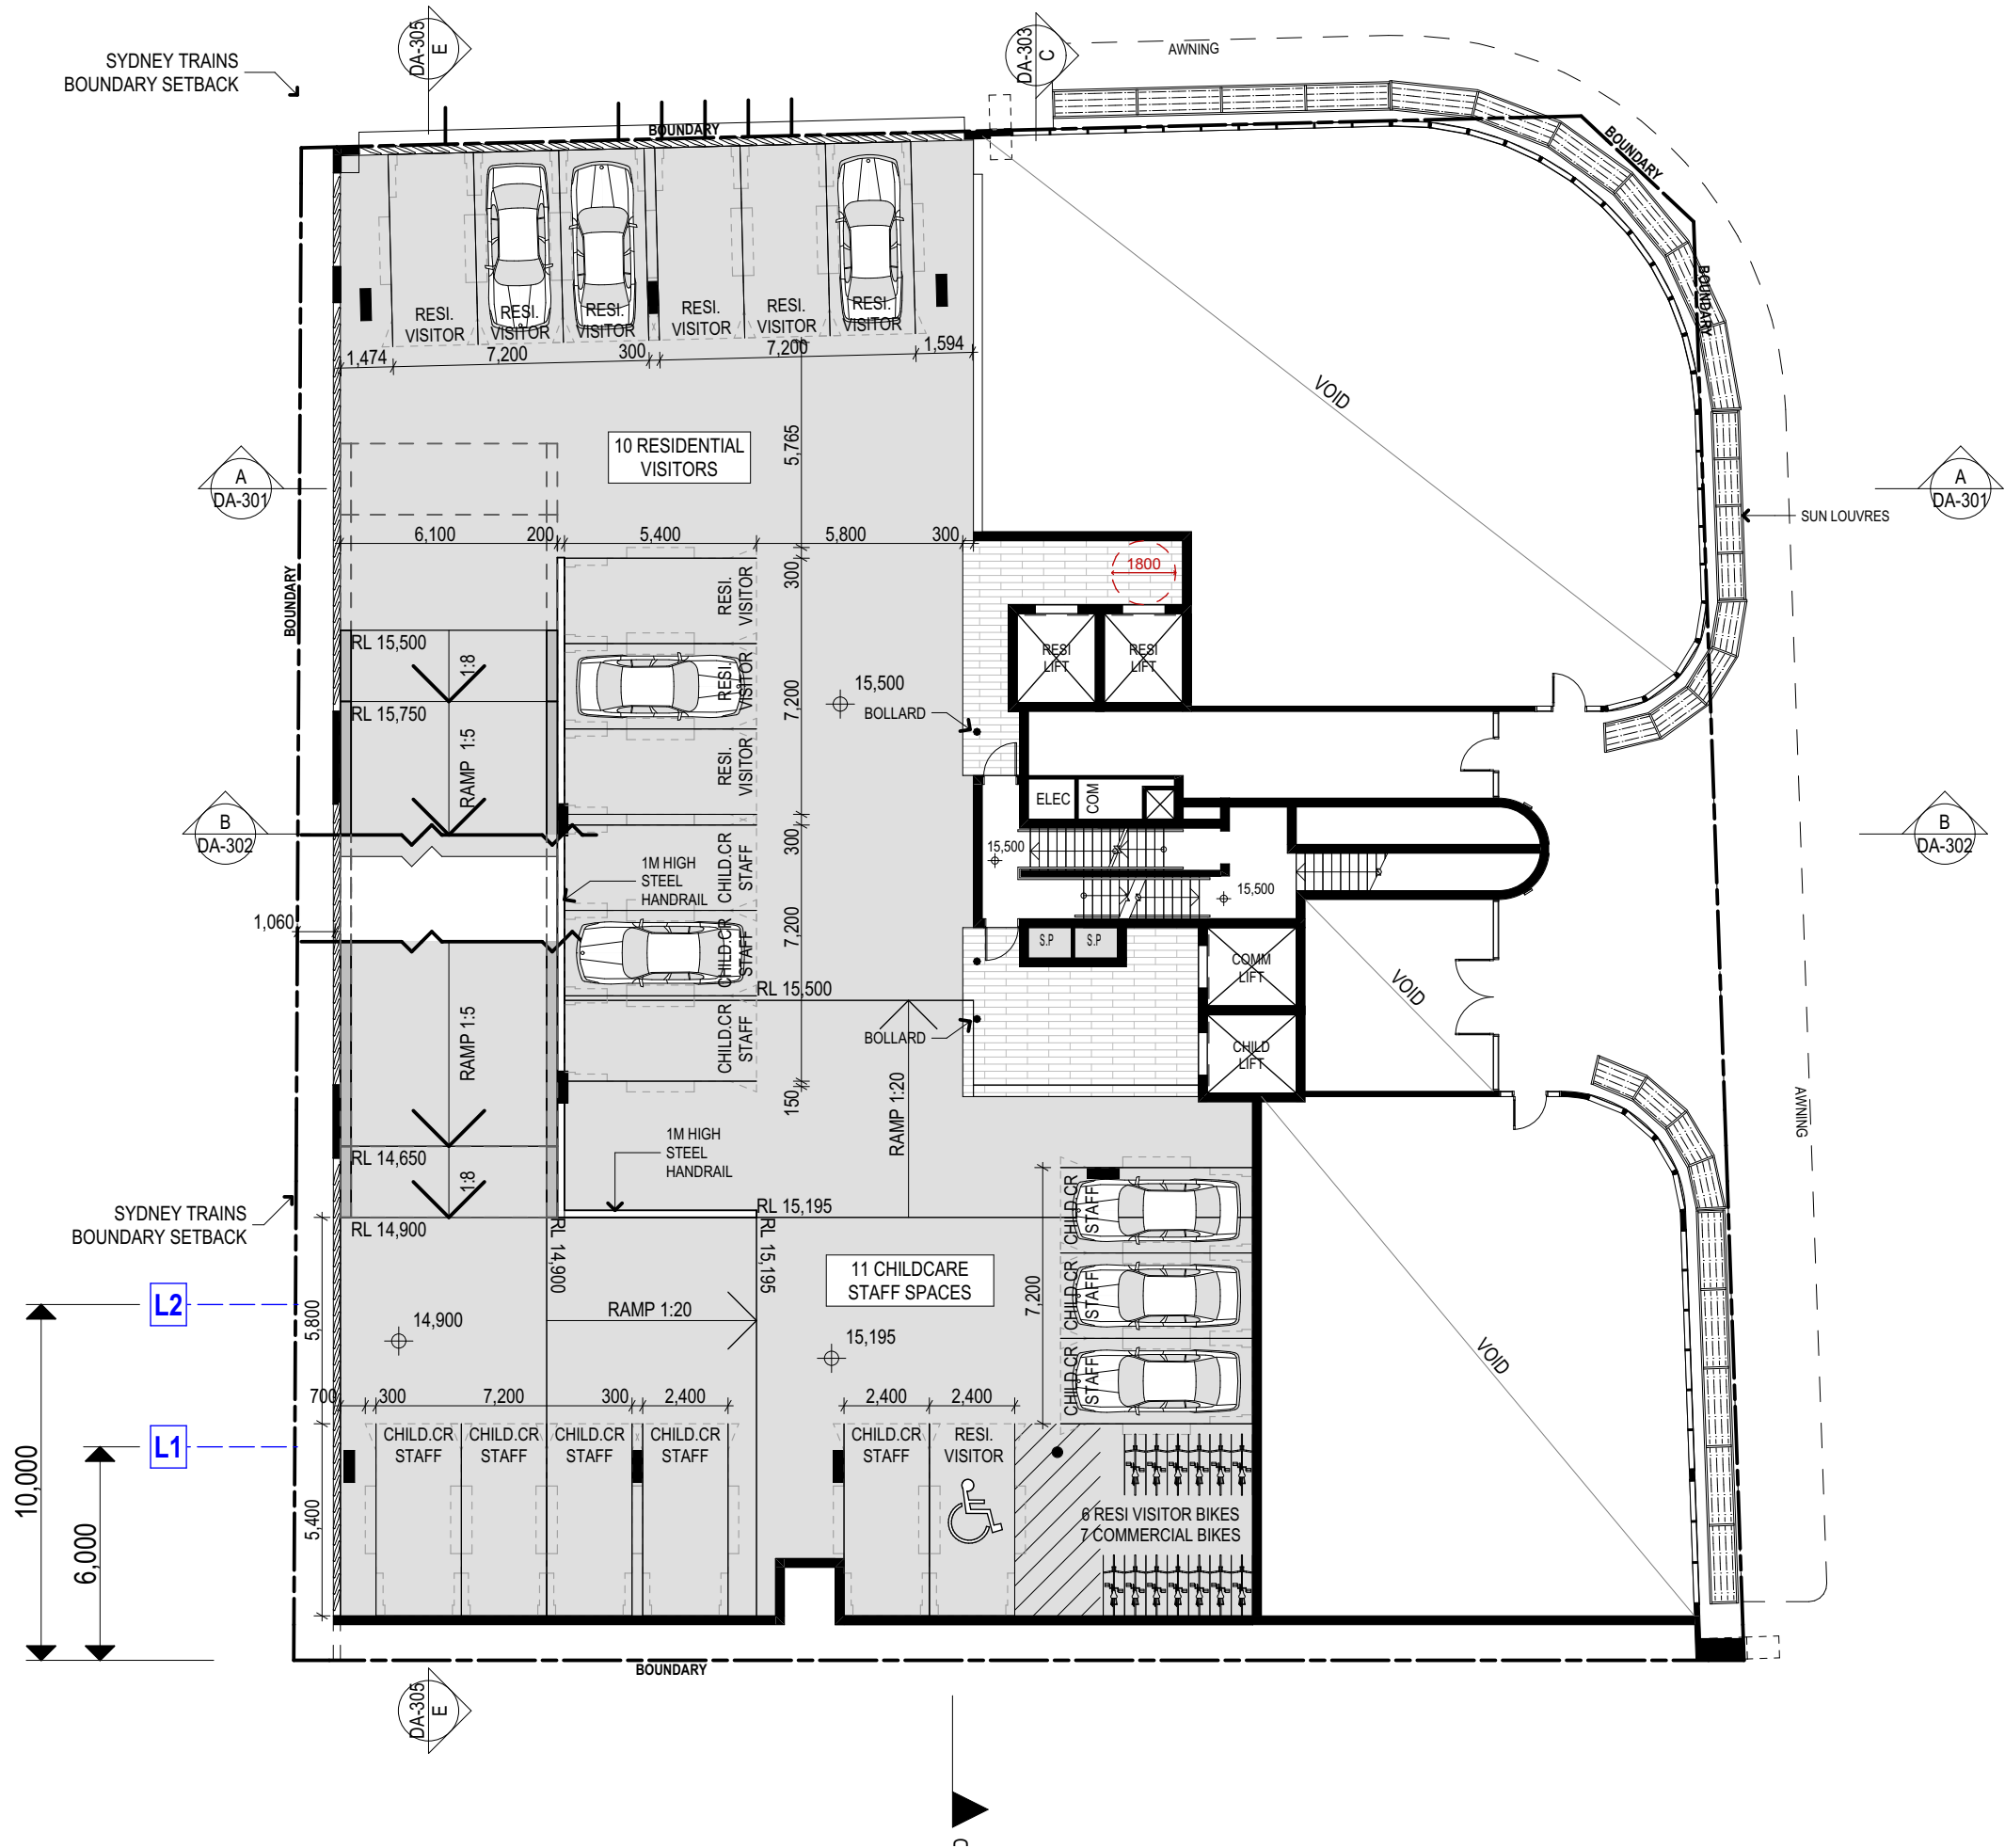 DA-305
E
DA-303
C
AWNING
SYDNEY TRAINS
BOUNDARY SETBACK
BOUNDARY
BOUNDARY
BOUNDARY
RESI.
VISITOR
RESI.
VISITOR
RESI.
VISITOR
RESI.
VISITOR
RESI.
VISITOR
RESI.
VISITOR
1,474
7,200
300
7,200
1,594
VOID
10 RESIDENTIAL
VISITORS
5,765
A
DA-301
A
DA-301
SUN LOUVRES
6,100
200
5,400
5,800
300
BOUNDARY
300
RESI.
VISITOR
1800
RL 15,500
1:8
RESI.
VISITOR
RESI
LIFT
RESI
LIFT
15,500
7,200
BOLLARD
RL 15,750
RAMP 1:5
RESI.
VISITOR
ELEC
COM
B
DA-302
B
DA-302
300
1M HIGH
STEEL
HANDRAIL
CHILD.CR
STAFF
15,500
15,500
1,060
7,200
CHILD.CR
STAFF
S.P
S.P
COMM
LIFT
VOID
RL 15,500
RAMP 1:5
CHILD.CR
STAFF
BOLLARD
CHILD
LIFT
150
RAMP 1:20
AWNING
1M HIGH
STEEL
HANDRAIL
RL 14,650
1:8
CHILD.CR
STAFF
RL 15,195
SYDNEY TRAINS
BOUNDARY SETBACK
RL 14,900
RL 14,900
RL 15,195
11 CHILDCARE
STAFF SPACES
7,200
CHILD.CR
STAFF
L2
5,800
14,900
RAMP 1:20
15,195
VOID
CHILD.CR
STAFF
700
300
7,200
300
2,400
2,400
2,400
L1
CHILD.CR
STAFF
CHILD.CR
STAFF
CHILD.CR
STAFF
CHILD.CR
STAFF
CHILD.CR
STAFF
RESI.
VISITOR
10,000
6,000
5,400
6 RESI VISITOR BIKES
7 COMMERCIAL BIKES
BOUNDARY
DA-305
E